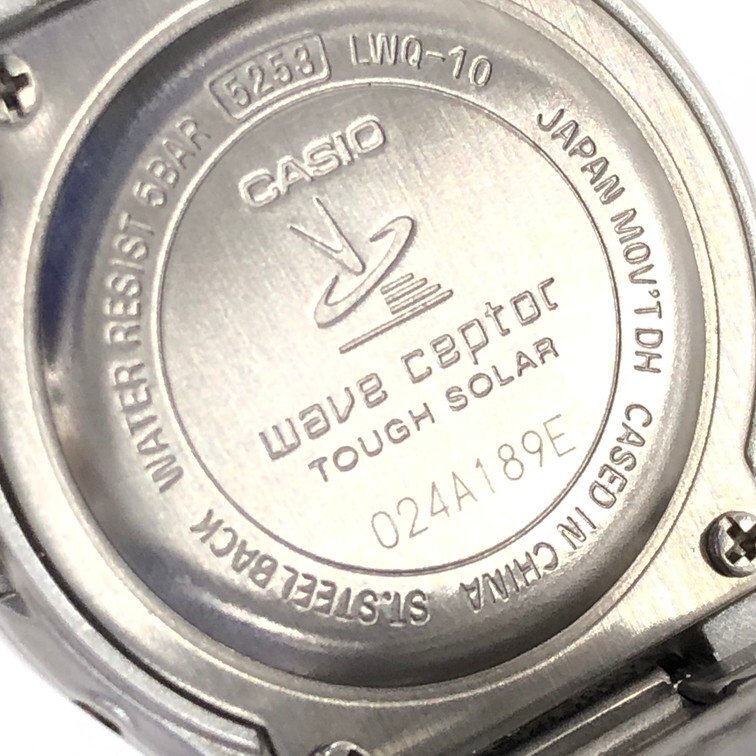 5253 LWQ-10
JAPAN MOV'T DH CASED IN CHINA
ST.STEEL BACK WATER RESIST 5BAR
CASIO
wave ceptor
TOUGH SOLAR
024A189E